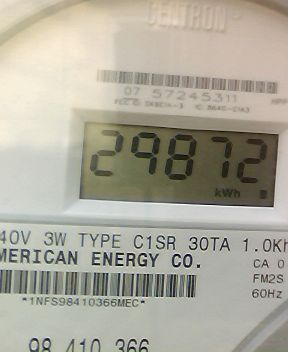 CENTRON
07 57245311
29872
kWh
40V 3W TYPE C1SR 30TA 1.0Kh
MERICAN ENERGY CO.
CA 0
FM2S
60Hz
*1NFS98410366MEC*
98 410 366